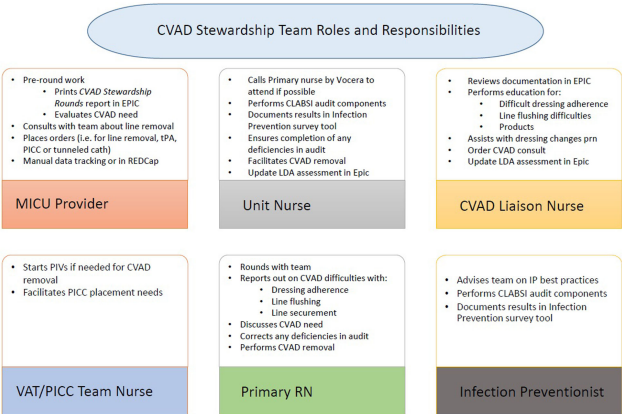 CVAD Stewardship Team Roles and Responsibilities
• Pre-round work
• Prints CVAD Stewardship
Rounds report in EPIC
• Evaluates CVAD need
• Consults with team about line removal
• Places orders (i.e. for line removal, tPA,
PICC or tunneled cath)
• Manual data tracking or in REDCap
MICU Provider
• Calls Primary nurse by Vocera to
attend if possible
• Performs CLABSI audit components
• Documents results in Infection
Prevention survey tool
• Ensures completion of any
deficiencies in audit
• Facilitates CVAD removal
• Update LDA assessment in Epic
Unit Nurse
• Reviews documentation in EPIC
• Performs education for:
• Difficult dressing adherence
• Line flushing difficulties
• Products
• Assists with dressing changes prn
• Order CVAD consult
• Update LDA assessment in Epic
CVAD Liaison Nurse
• Starts PIVs if needed for CVAD
removal
• Facilitates PICC placement needs
VAT/PICC Team Nurse
• Rounds with team
• Reports out on CVAD difficulties with:
• Dressing adherence
• Line flushing
• Line securement
• Discusses CVAD need
• Corrects any deficiencies in audit
• Performs CVAD removal
Primary RN
• Advises team on IP best practices
• Performs CLABSI audit components
• Documents results in Infection
Prevention survey tool
Infection Preventionist